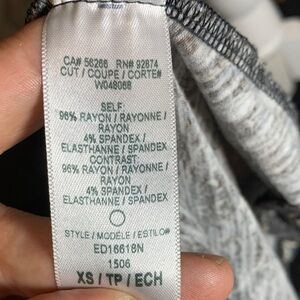 CA# 56266 RN# 92874
CUT / COUPE / CORTE#
W048068
SELF:
96% RAYON / RAYONNE /
RAYON
4% SPANDEX /
ELASTHANNE / SPANDEX
CONTRAST
96% RAYON / RAYONNE /
RAYON
4% SPANDEX /
ELASTHANNE / SPANDEX
STYLE / MODÈLE / ESTILO#
ED16618N
1506
XS / TP / ECH